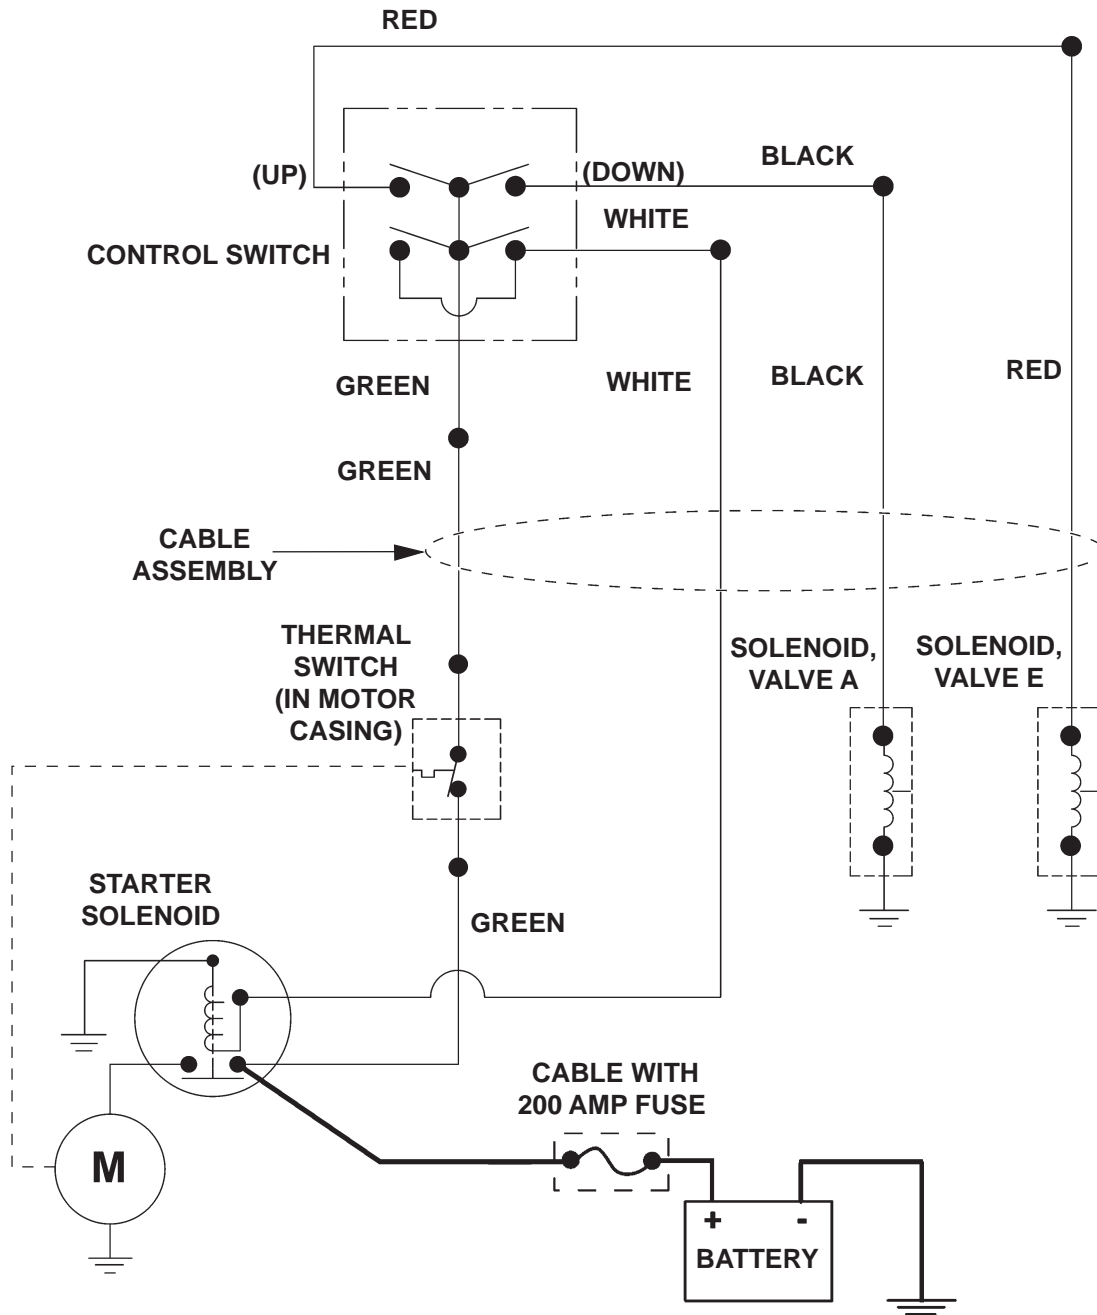 RED
(UP)
(DOWN)
BLACK
WHITE
CONTROL SWITCH
GREEN
WHITE
BLACK
RED
GREEN
CABLE
ASSEMBLY
THERMAL
SWITCH
(IN MOTOR
CASING)
SOLENOID,
VALVE A
SOLENOID,
VALVE E
STARTER
SOLENOID
GREEN
CABLE WITH
200 AMP FUSE
M
+ -
BATTERY